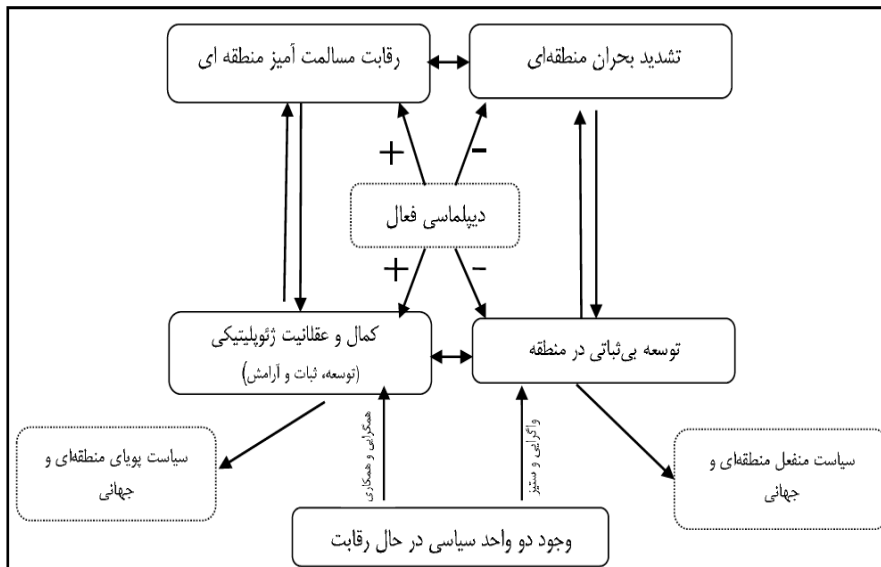 تشدید بحران منطقه‌ای
رقابت مسالمت آمیز منطقه ای
+
-
دیپلماسی فعال
+
-
توسعه بی‌ثباتی در منطقه
کمال و عقلانیت ژئوپلیتیکی
(توسعه، ثبات و آرامش)
واگرایی و ستیز
همگرایی و همکاری
سیاست منفعل منطقه‌ای و
جهانی
سیاست پویای منطقه‌ای و
جهانی
وجود دو واحد سیاسی در حال رقابت